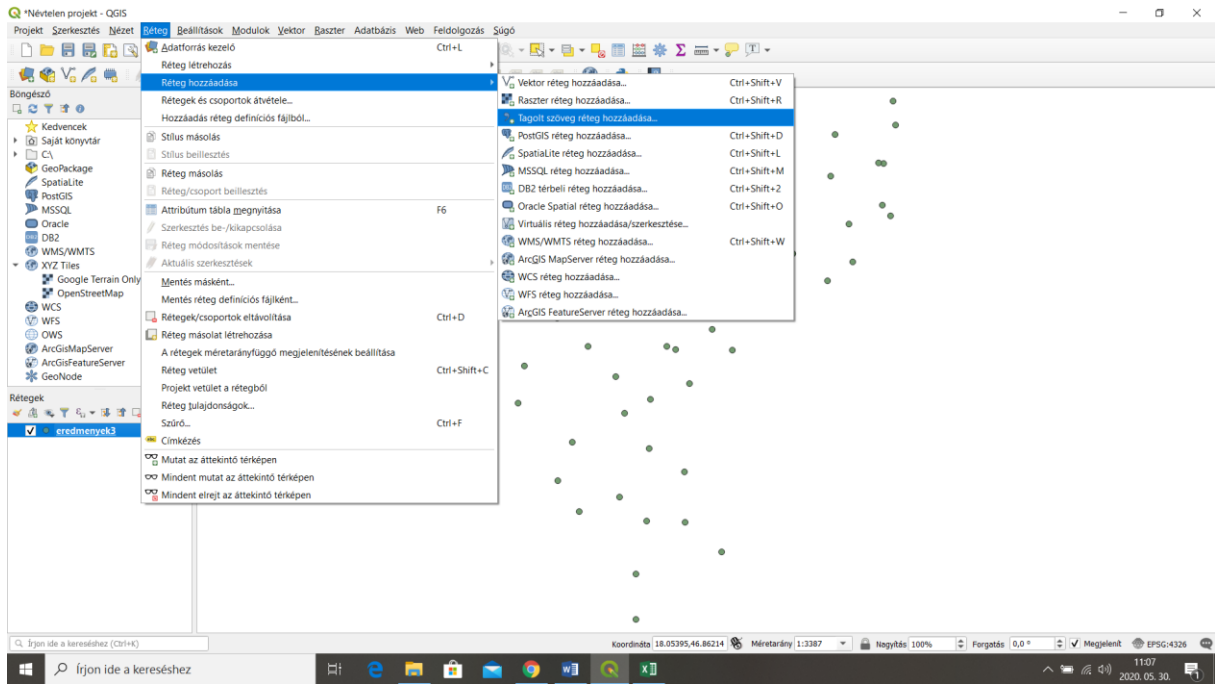 *Névtelen projekt - QGIS
Projekt Szerkesztés Nézet Réteg Beállítások Modulok Vektor Raszter Adatbázis Web Feldolgozás Súgó
Adatforrás kezelő Ctrl+L
Réteg létrehozás
Réteg hozzáadása
Rétegek és csoportok átvétele...
Hozzáadás réteg definíciós fájlból...
Stílus másolás
Stílus beillesztés
Réteg másolás
Réteg/csoport beillesztés
Attribútum tábla megnyitása F6
Szerkesztés be-/kikapcsolása
Réteg módosítások mentése
Aktuális szerkesztések
Mentés másként...
Mentés réteg definíciós fájlként...
Rétegek/csoportok eltávolítása Ctrl+D
Réteg másolat létrehozása
A rétegek méretarányfüggő megjelenítésének beállítása
Réteg vetület Ctrl+Shift+C
Projekt vetület a rétegből
Réteg tulajdonságok...
Szűrő... Ctrl+F
Címkézés
Mutat az áttekintő térképen
Mindent mutat az áttekintő térképen
Mindent elrejt az áttekintő térképen
Vektor réteg hozzáadása... Ctrl+Shift+V
Raszter réteg hozzáadása... Ctrl+Shift+R
Tagolt szöveg réteg hozzáadása...
PostGIS réteg hozzáadása... Ctrl+Shift+D
SpatiaLite réteg hozzáadása... Ctrl+Shift+L
MSSQL réteg hozzáadása... Ctrl+Shift+M
DB2 térbeli réteg hozzáadása... Ctrl+Shift+2
Oracle Spatial réteg hozzáadása... Ctrl+Shift+O
Virtuális réteg hozzáadása/szerkesztése...
WMS/WMTS réteg hozzáadása... Ctrl+Shift+W
ArcGIS MapServer réteg hozzáadása...
WCS réteg hozzáadása...
WFS réteg hozzáadása...
ArcGIS FeatureServer réteg hozzáadása...
Böngésző
Kedvencek
Saját könyvtár
C:\
GeoPackage
SpatiaLite
PostGIS
MSSQL
Oracle
DB2
WMS/WMTS
XYZ Tiles
Google Terrain Only
OpenStreetMap
WCS
WFS
OWS
ArcGisMapServer
ArcGisFeatureServer
GeoNode
Rétegek
eredmenyek3
Írjon ide a kereséshez (Ctrl+K)
Koordináta 18.05395,46.86214 Méretarány 1:3387 Nagyítás 100% Forgatás 0,0 ° Megjelenít EPSG:4326
Írjon ide a kereséshez
11:07
2020. 05. 30.
1